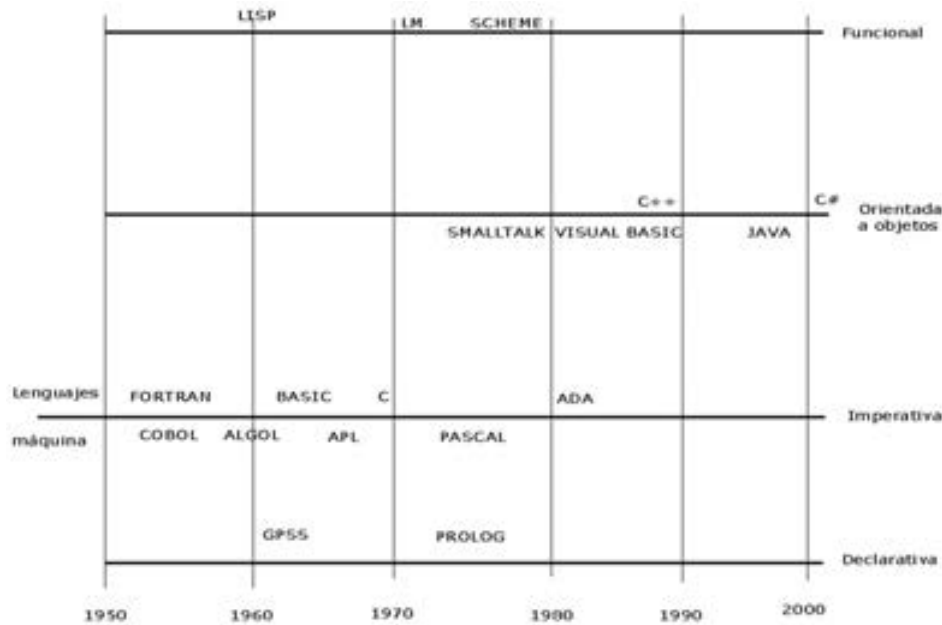 LISP
LM SCHEME
Funcional
C++ C#
Orientada
a objetos
SMALLTALK VISUAL BASIC JAVA
Lenguajes
máquina
FORTRAN BASIC C ADA
Imperativa
COBOL ALGOL APL PASCAL
GPSS PROLOG
Declarativa
1950 1960 1970 1980 1990 2000